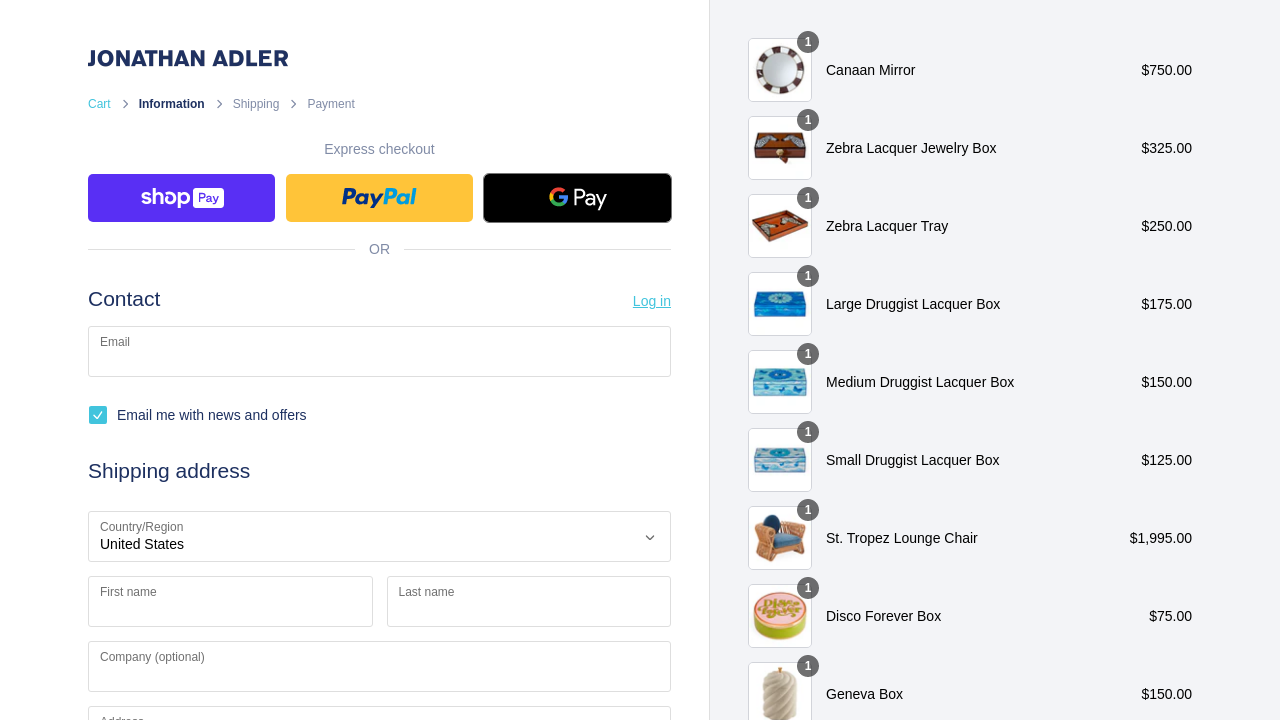 JONATHAN ADLER
Cart > Information > Shipping > Payment
Express checkout
shop Pay
PayPal
G Pay
OR
Contact
Log in
Email
Email me with news and offers
Shipping address
Country/Region
United States
First name
Last name
Company (optional)
Address
1
Canaan Mirror $750.00
1
Zebra Lacquer Jewelry Box $325.00
1
Zebra Lacquer Tray $250.00
1
Large Druggist Lacquer Box $175.00
1
Medium Druggist Lacquer Box $150.00
1
Small Druggist Lacquer Box $125.00
1
St. Tropez Lounge Chair $1,995.00
1
Disco Forever
Disco Forever Box $75.00
1
Geneva Box $150.00